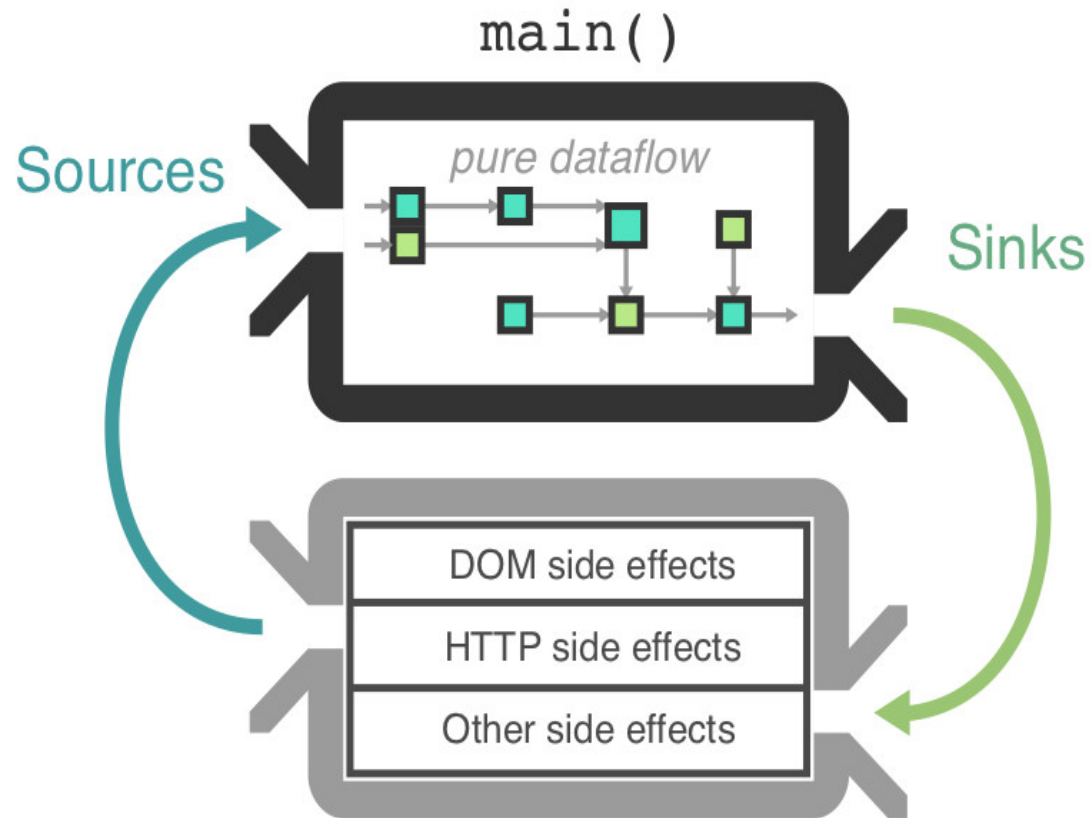 main()
Sources
pure dataflow
Sinks
DOM side effects
HTTP side effects
Other side effects